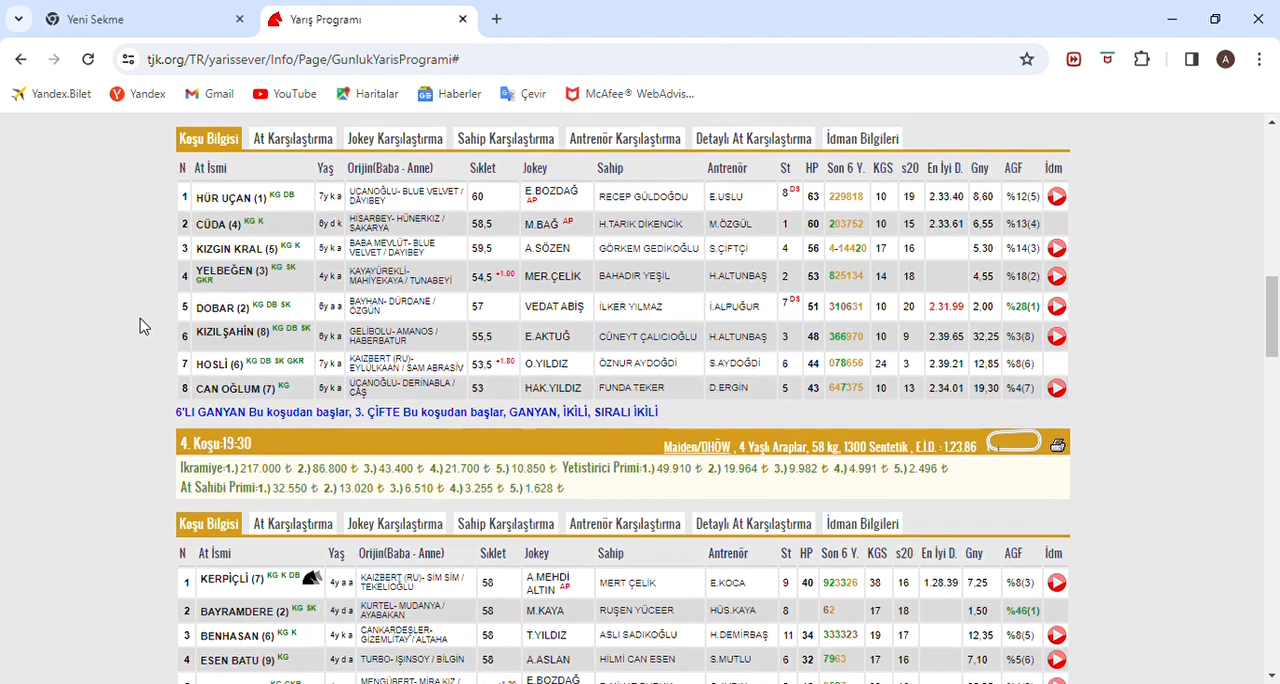 Yeni Sekme
Yarış Programı
tjk.org/TR/yarissever/Info/Page/GunlukYarisProgrami#
A
Yandex.Bilet Yandex Gmail YouTube Haritalar Haberler Çevir McAfee® WebAdvis...
Koşu Bilgisi At Karşılaştırma Jokey Karşılaştırma Sahip Karşılaştırma Antrenör Karşılaştırma Detaylı At Karşılaştırma İdman Bilgileri
N At İsmi Yaş Orijin(Baba - Anne) Sıklet Jokey Sahip Antrenör St HP Son 6 Y. KGS s20 En İyi D. Gny AGF İdm
1 HÜR UÇAN (1) KG DB 7y k a UÇANOĞLU- BLUE VELVET / DAYIBEY 60 E.BOZDAĞ AP RECEP GÜLDOĞDU E.USLU 8 DS 63 229818 10 19 2.33.40 8,60 %12(5)
2 CÜDA (4) KG K 6y d k HİSARBEY- HÜNERKIZ / SAKARYA 58,5 M.BAĞ AP H.TARIK DİKENCİK M.ÖZGÜL 1 60 203752 10 15 2.33.61 6,55 %13(4)
3 KIZGIN KRAL (5) KG K 5y k a BABA MEVLÜT- BLUE VELVET / DAYIBEY 59,5 A.SÖZEN GÖRKEM GEDİKOĞLU S.ÇİFTÇİ 4 56 4-14420 17 16 5,30 %14(3)
4 YELBEĞEN (3) KG SK GKR 4y k a KAYAYÜREKLİ- MAHIYEKAYA / TUNABEYİ 54,5 +1.00 MER.ÇELİK BAHADIR YEŞİL H.ALTUNBAŞ 2 53 825134 14 18 4,55 %18(2)
5 DOBAR (2) KG DB SK 6y a a BAYHAN- DÜRDANE / ÖZGÜN 57 VEDAT ABİŞ İLKER YILMAZ İ.ALPUĞUR 7 DS 51 310631 10 20 2.31.99 2,00 %28(1)
6 KIZILŞAHİN (8) KG DB SK 4y k a GELİBOLU- AMANOS / HABERBATUR 55,5 E.AKTUĞ CÜNEYT ÇALICIOĞLU H.ALTUNBAŞ 3 48 366970 10 9 2.39.65 32,25 %3(8)
7 HOSLİ (6) KG DB SK GKR 7y k a KAIZBERT (RU)- EYLÜLKAAN / SAM ABRASİV 53,5 +1.80 O.YILDIZ ÖZNUR AYDOĞDİ S.AYDOĞDİ 6 44 078656 24 3 2.39.21 12,85 %8(6)
8 CAN OĞLUM (7) KG 5y k a UÇANOĞLU- DERİNABLA / ÇAŞ 53 HAK.YILDIZ FUNDA TEKER D.ERGİN 5 43 647375 10 13 2.34.01 19,30 %4(7)
6'LI GANYAN Bu koşudan başlar, 3. ÇİFTE Bu koşudan başlar, GANYAN, İKİLİ, SIRALI İKİLİ
4. Koşu:19:30 Maiden/DHÖW , 4 Yaşlı Araplar, 58 kg, 1300 Sentetik , E.İ.D. : 1.23.86
Ikramiye:1.) 217.000 ₺ 2.) 86.800 ₺ 3.) 43.400 ₺ 4.) 21.700 ₺ 5.) 10.850 ₺ Yetistirici Primi:1.) 49.910 ₺ 2.) 19.964 ₺ 3.) 9.982 ₺ 4.) 4.991 ₺ 5.) 2.496 ₺
At Sahibi Primi:1.) 32.550 ₺ 2.) 13.020 ₺ 3.) 6.510 ₺ 4.) 3.255 ₺ 5.) 1.628 ₺
Koşu Bilgisi At Karşılaştırma Jokey Karşılaştırma Sahip Karşılaştırma Antrenör Karşılaştırma Detaylı At Karşılaştırma İdman Bilgileri
N At İsmi Yaş Orijin(Baba - Anne) Sıklet Jokey Sahip Antrenör St HP Son 6 Y. KGS s20 En İyi D. Gny AGF İdm
1 KERPİÇLİ (7) KG K DB 4y a a KAIZBERT (RU)- SİM SİM / TEKELİOĞLU 58 A.MEHDİ ALTIN AP MERT ÇELİK E.KOCA 9 40 923326 38 16 1.28.39 7,25 %8(3)
2 BAYRAMDERE (2) KG SK 4y d a KURTEL- MUDANYA / AYABAKAN 58 M.KAYA RUŞEN YÜCEER HÜS.KAYA 8 62 17 18 1,50 %46(1)
3 BENHASAN (6) KG K 4y k a CANKARDEŞLER- GİZEMLITAY / ALTAHA 58 T.YILDIZ ASLI SADIKOĞLU H.DEMİRBAŞ 11 34 333323 19 17 12,35 %8(5)
4 ESEN BATU (9) KG 4y d a TURBO- IŞINSOY / BİLGİN 58 A.ASLAN HİLMİ CAN ESEN S.MUTLU 6 32 7963 17 16 7,10 %5(6)
MENGÜBERT- MİRA KIZ / E.BOZDAĞ